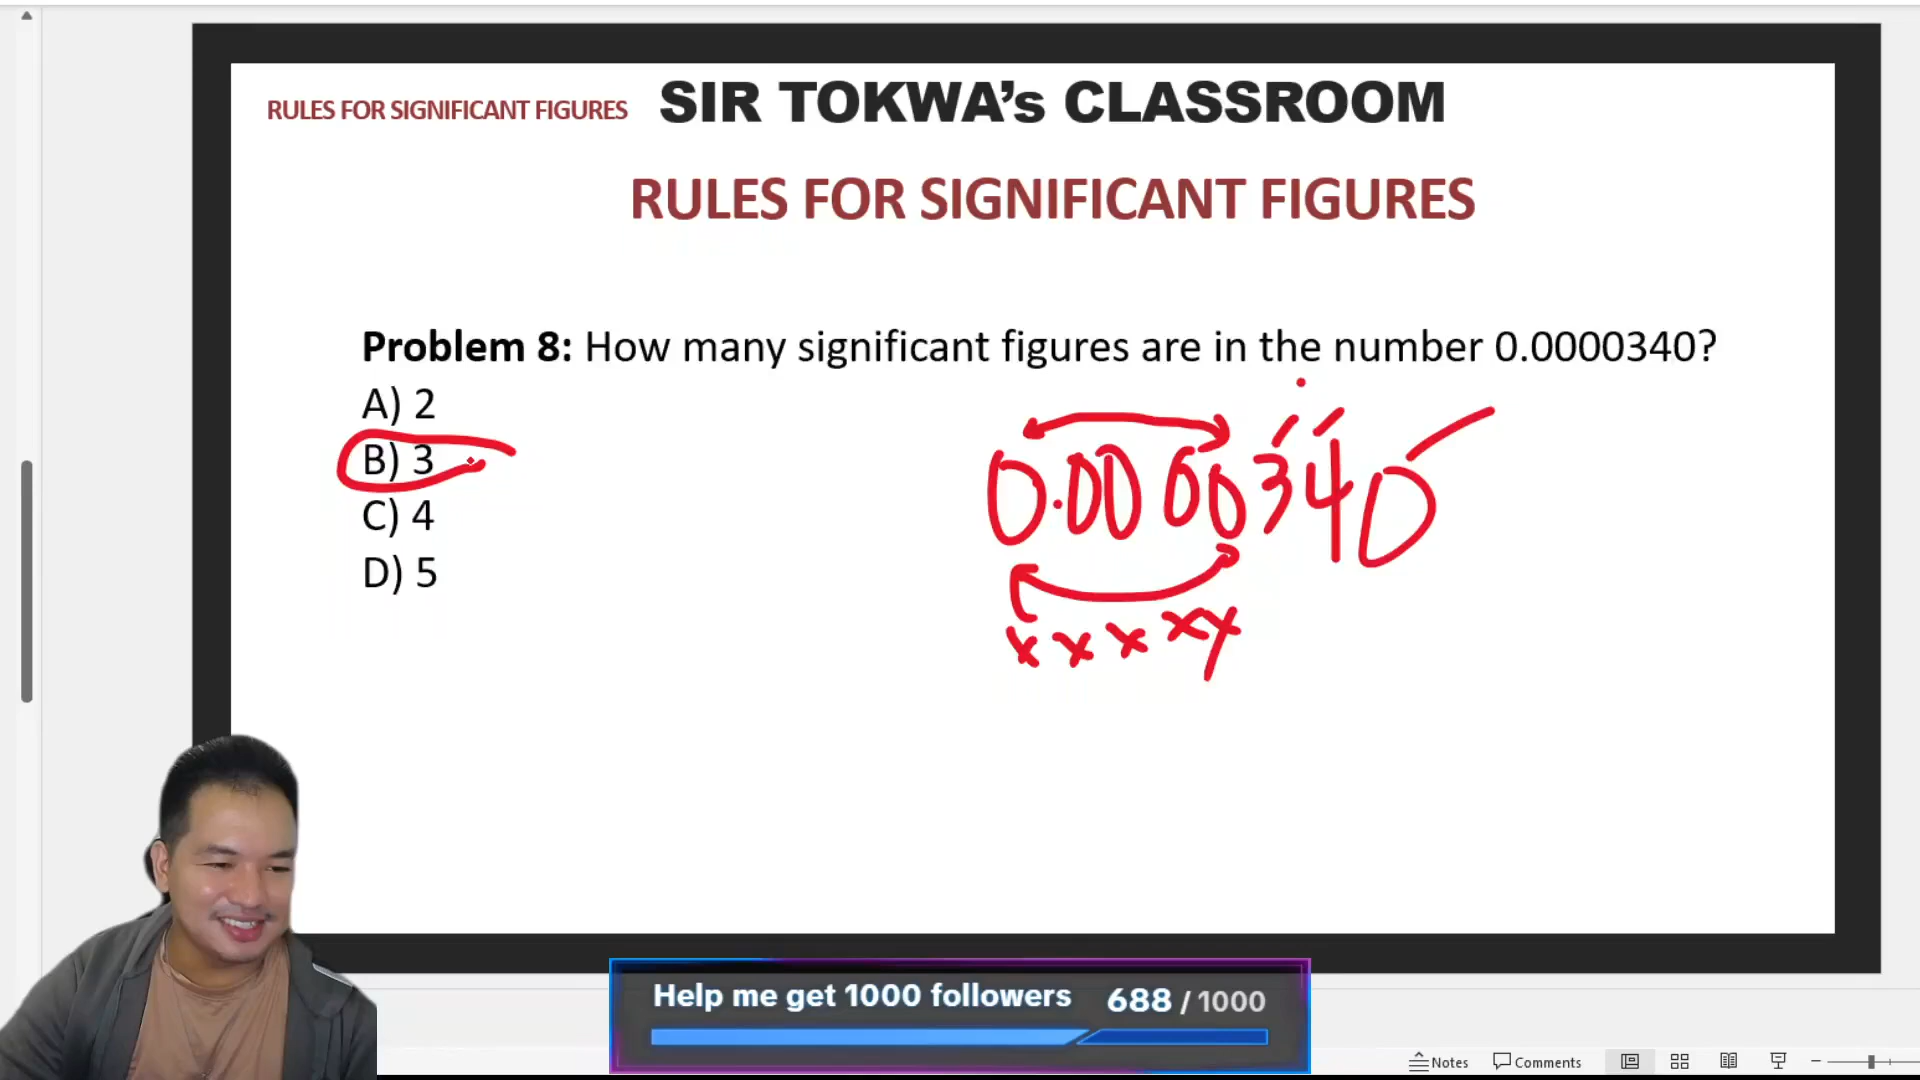 RULES FOR SIGNIFICANT FIGURES
SIR TOKWA's CLASSROOM
RULES FOR SIGNIFICANT FIGURES
Problem 8: How many significant figures are in the number 0.0000340?
A) 2
B) 3
C) 4
D) 5
0.0000340
x x x x x
Help me get 1000 followers 688 / 1000
Notes Comments